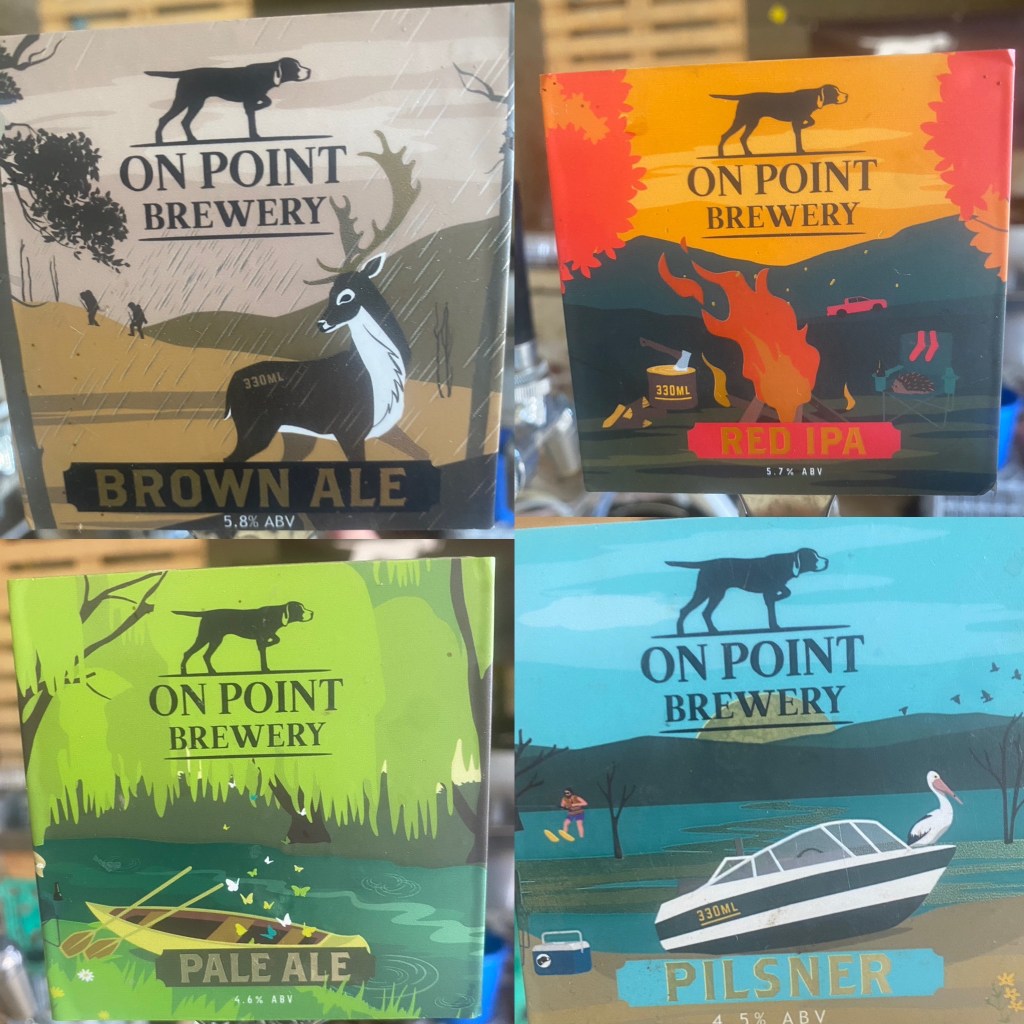 ON POINT
BREWERY
330ML
BROWN ALE
5.8% ABV
ON POINT
BREWERY
330ML
RED IPA
5.7% ABV
ON POINT
BREWERY
PALE ALE
4.6% ABV
ON POINT
BREWERY
330ML
PILSNER
4.5% ABV